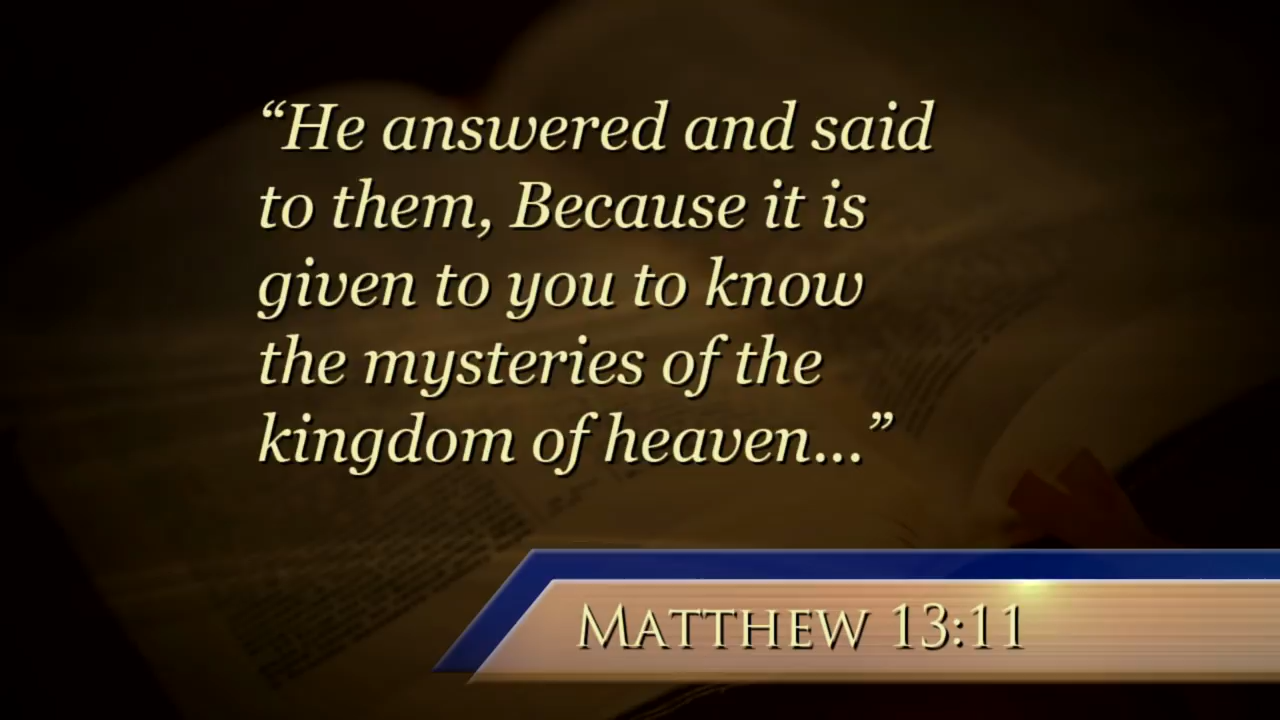 “He answered and said
to them, Because it is
given to you to know
the mysteries of the
kingdom of heaven...”
MATTHEW 13:11